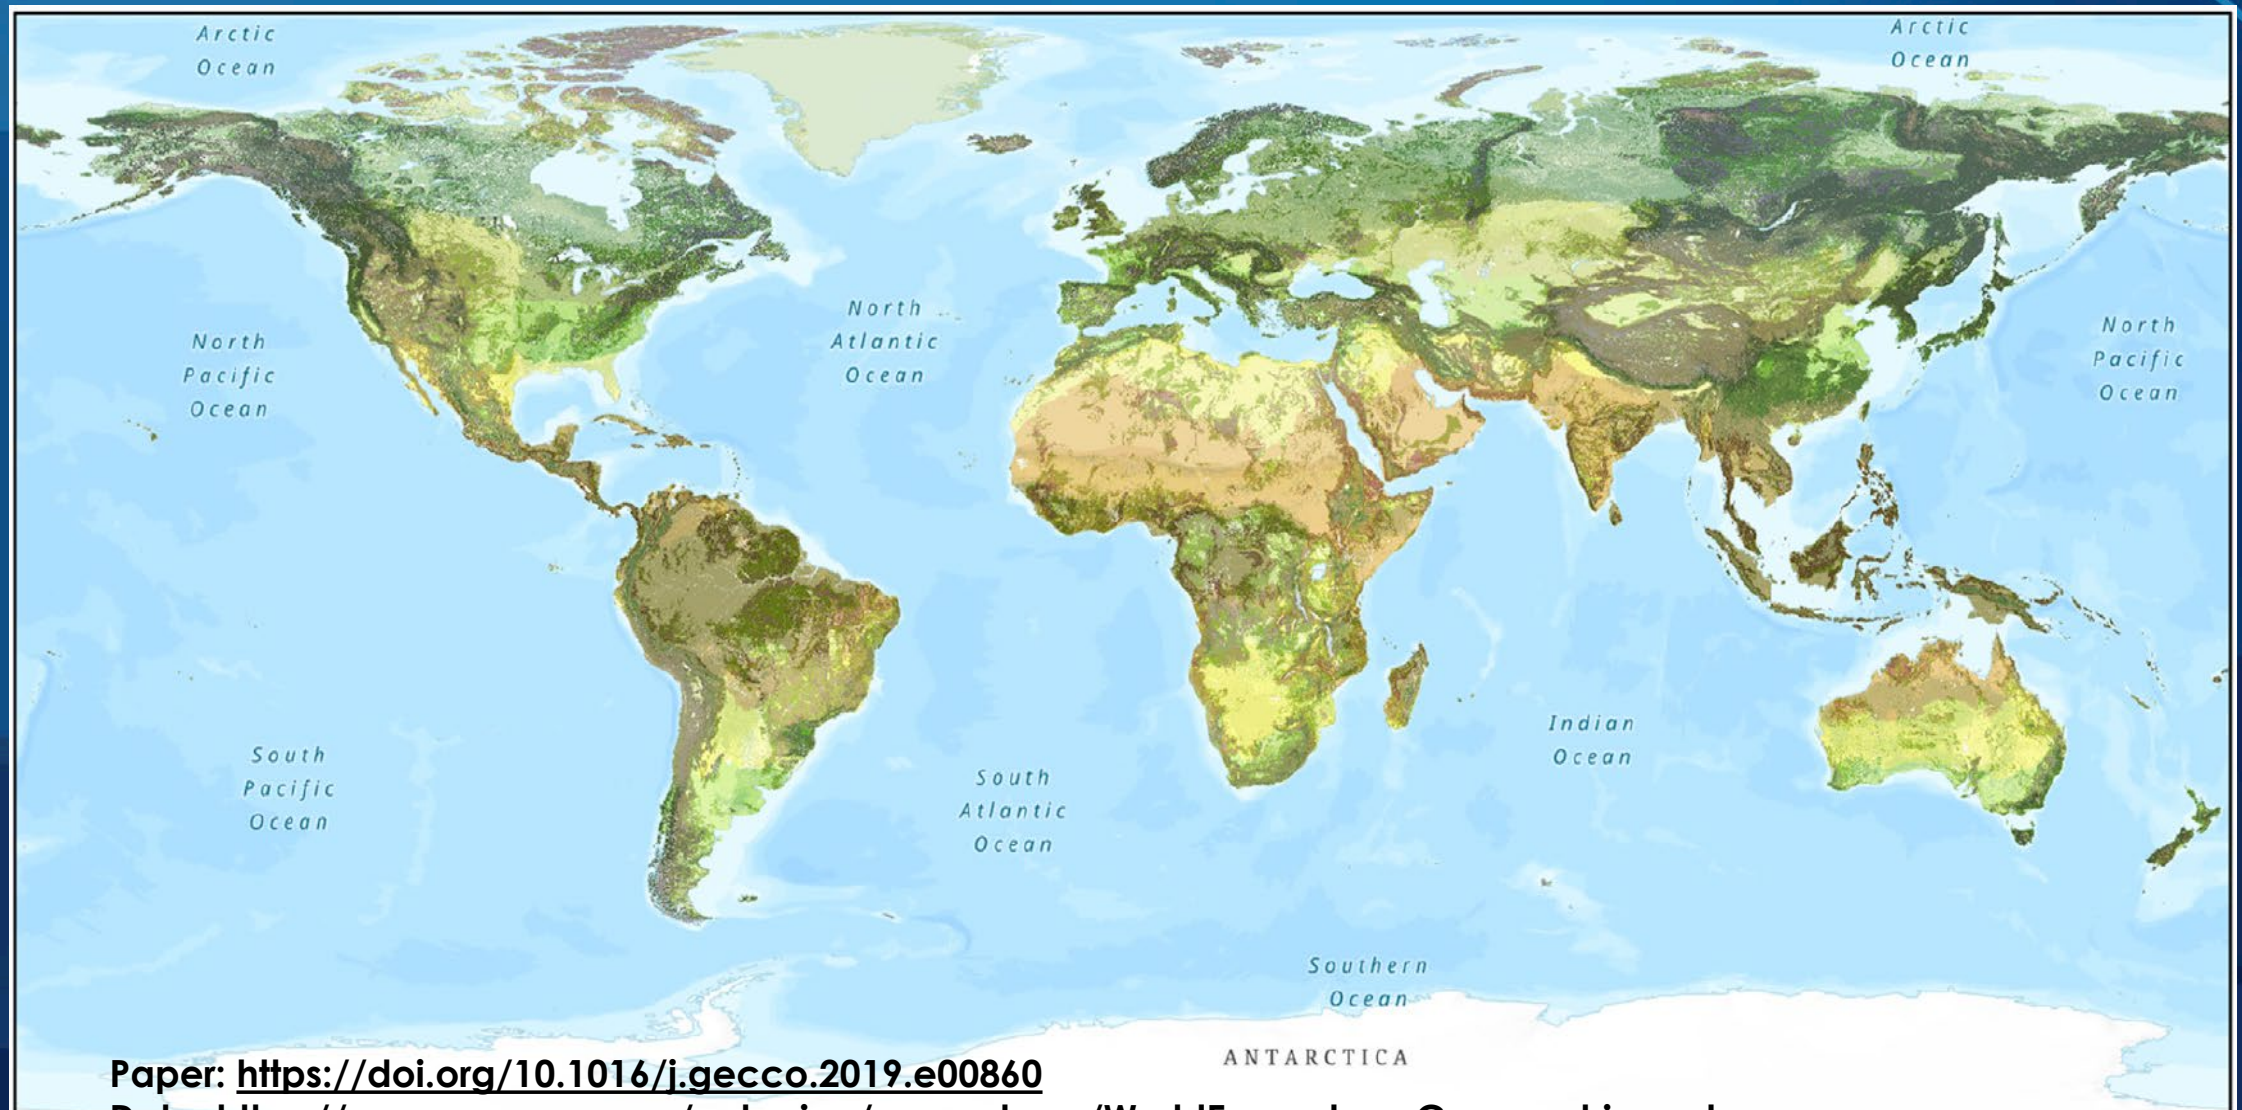 Arctic
Ocean
Arctic
Ocean
North
Atlantic
Ocean
North
Pacific
Ocean
North
Pacific
Ocean
Indian
Ocean
South
Pacific
Ocean
South
Atlantic
Ocean
Southern
Ocean
ANTARCTICA
Paper: https://doi.org/10.1016/j.gecco.2019.e00860